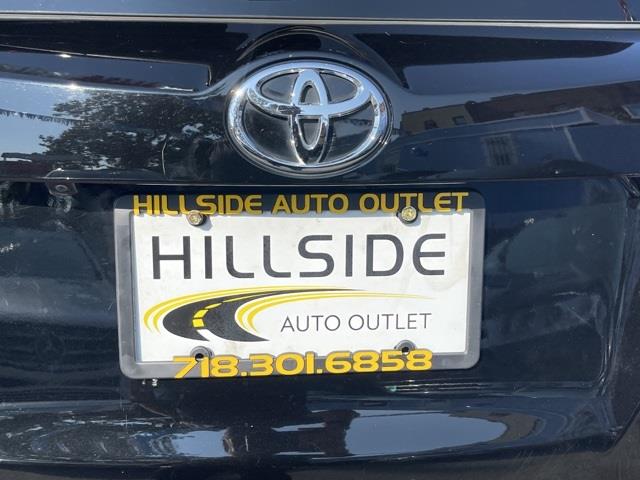 HILLSIDE AUTO OUTLET
HILLSIDE
AUTO OUTLET
718.301.6858